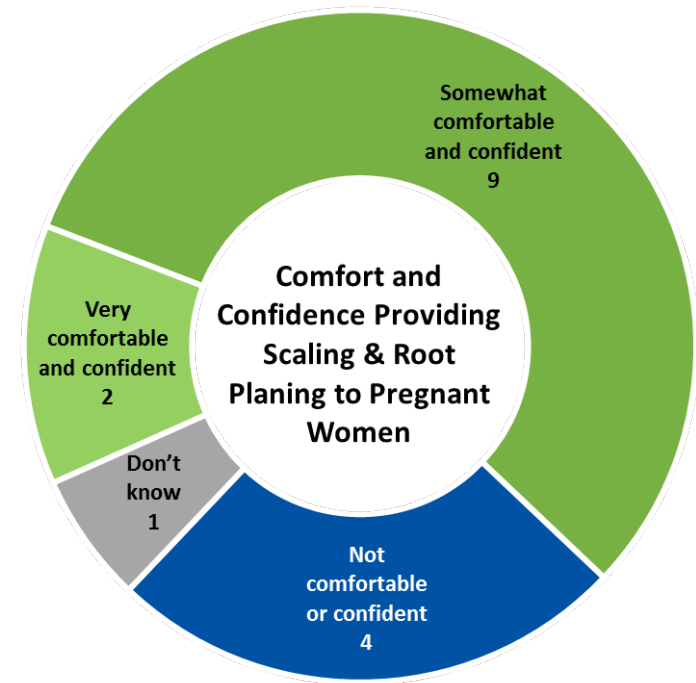 Somewhat
comfortable
and confident
9
Comfort and
Confidence Providing
Scaling & Root
Planing to Pregnant
Women
Very
comfortable
and confident
2
Don’t
know
1
Not
comfortable
or confident
4